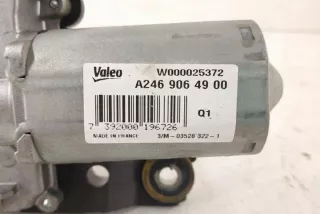 Valeo
W000025372
A246 906 49 00
Q1
7 392000 196726
MADE IN FRANCE
3/M - 03528 322 - 1